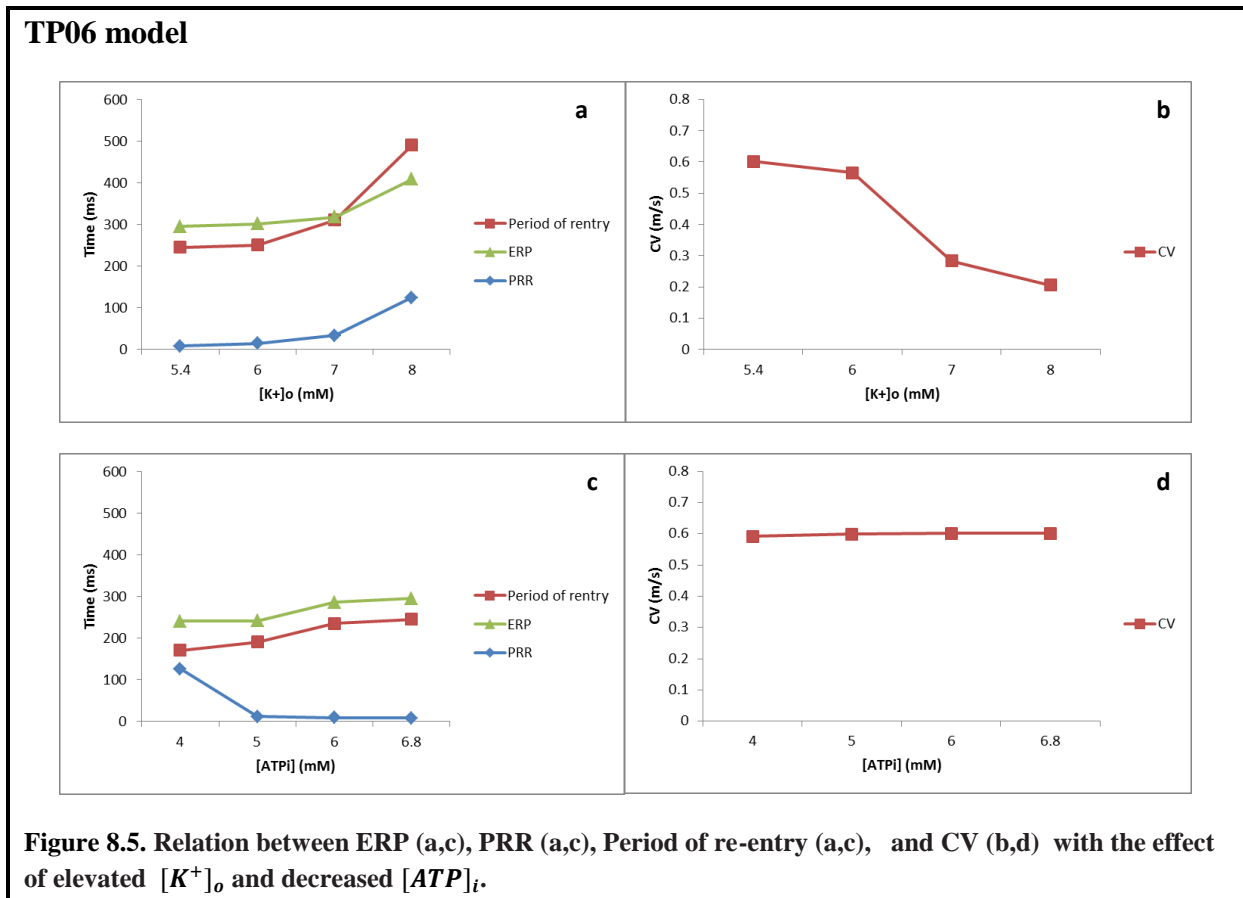 TP06 model
a
600
500
400
300
200
100
0
Time (ms)
5.4 6 7 8
[K+]o (mM)
Period of rentry
ERP
PRR
b
0.8
0.7
0.6
0.5
0.4
0.3
0.2
0.1
0
CV (m/s)
5.4 6 7 8
[K+]o (mM)
CV
c
600
500
400
300
200
100
0
Time (ms)
4 5 6 6.8
[ATPi] (mM)
Period of rentry
ERP
PRR
d
0.8
0.7
0.6
0.5
0.4
0.3
0.2
0.1
0
CV (m/s)
4 5 6 6.8
[ATPi] (mM)
CV
Figure 8.5. Relation between ERP (a,c), PRR (a,c), Period of re-entry (a,c), and CV (b,d) with the effect
of elevated [K⁺]ₒ and decreased [ATP]ᵢ.